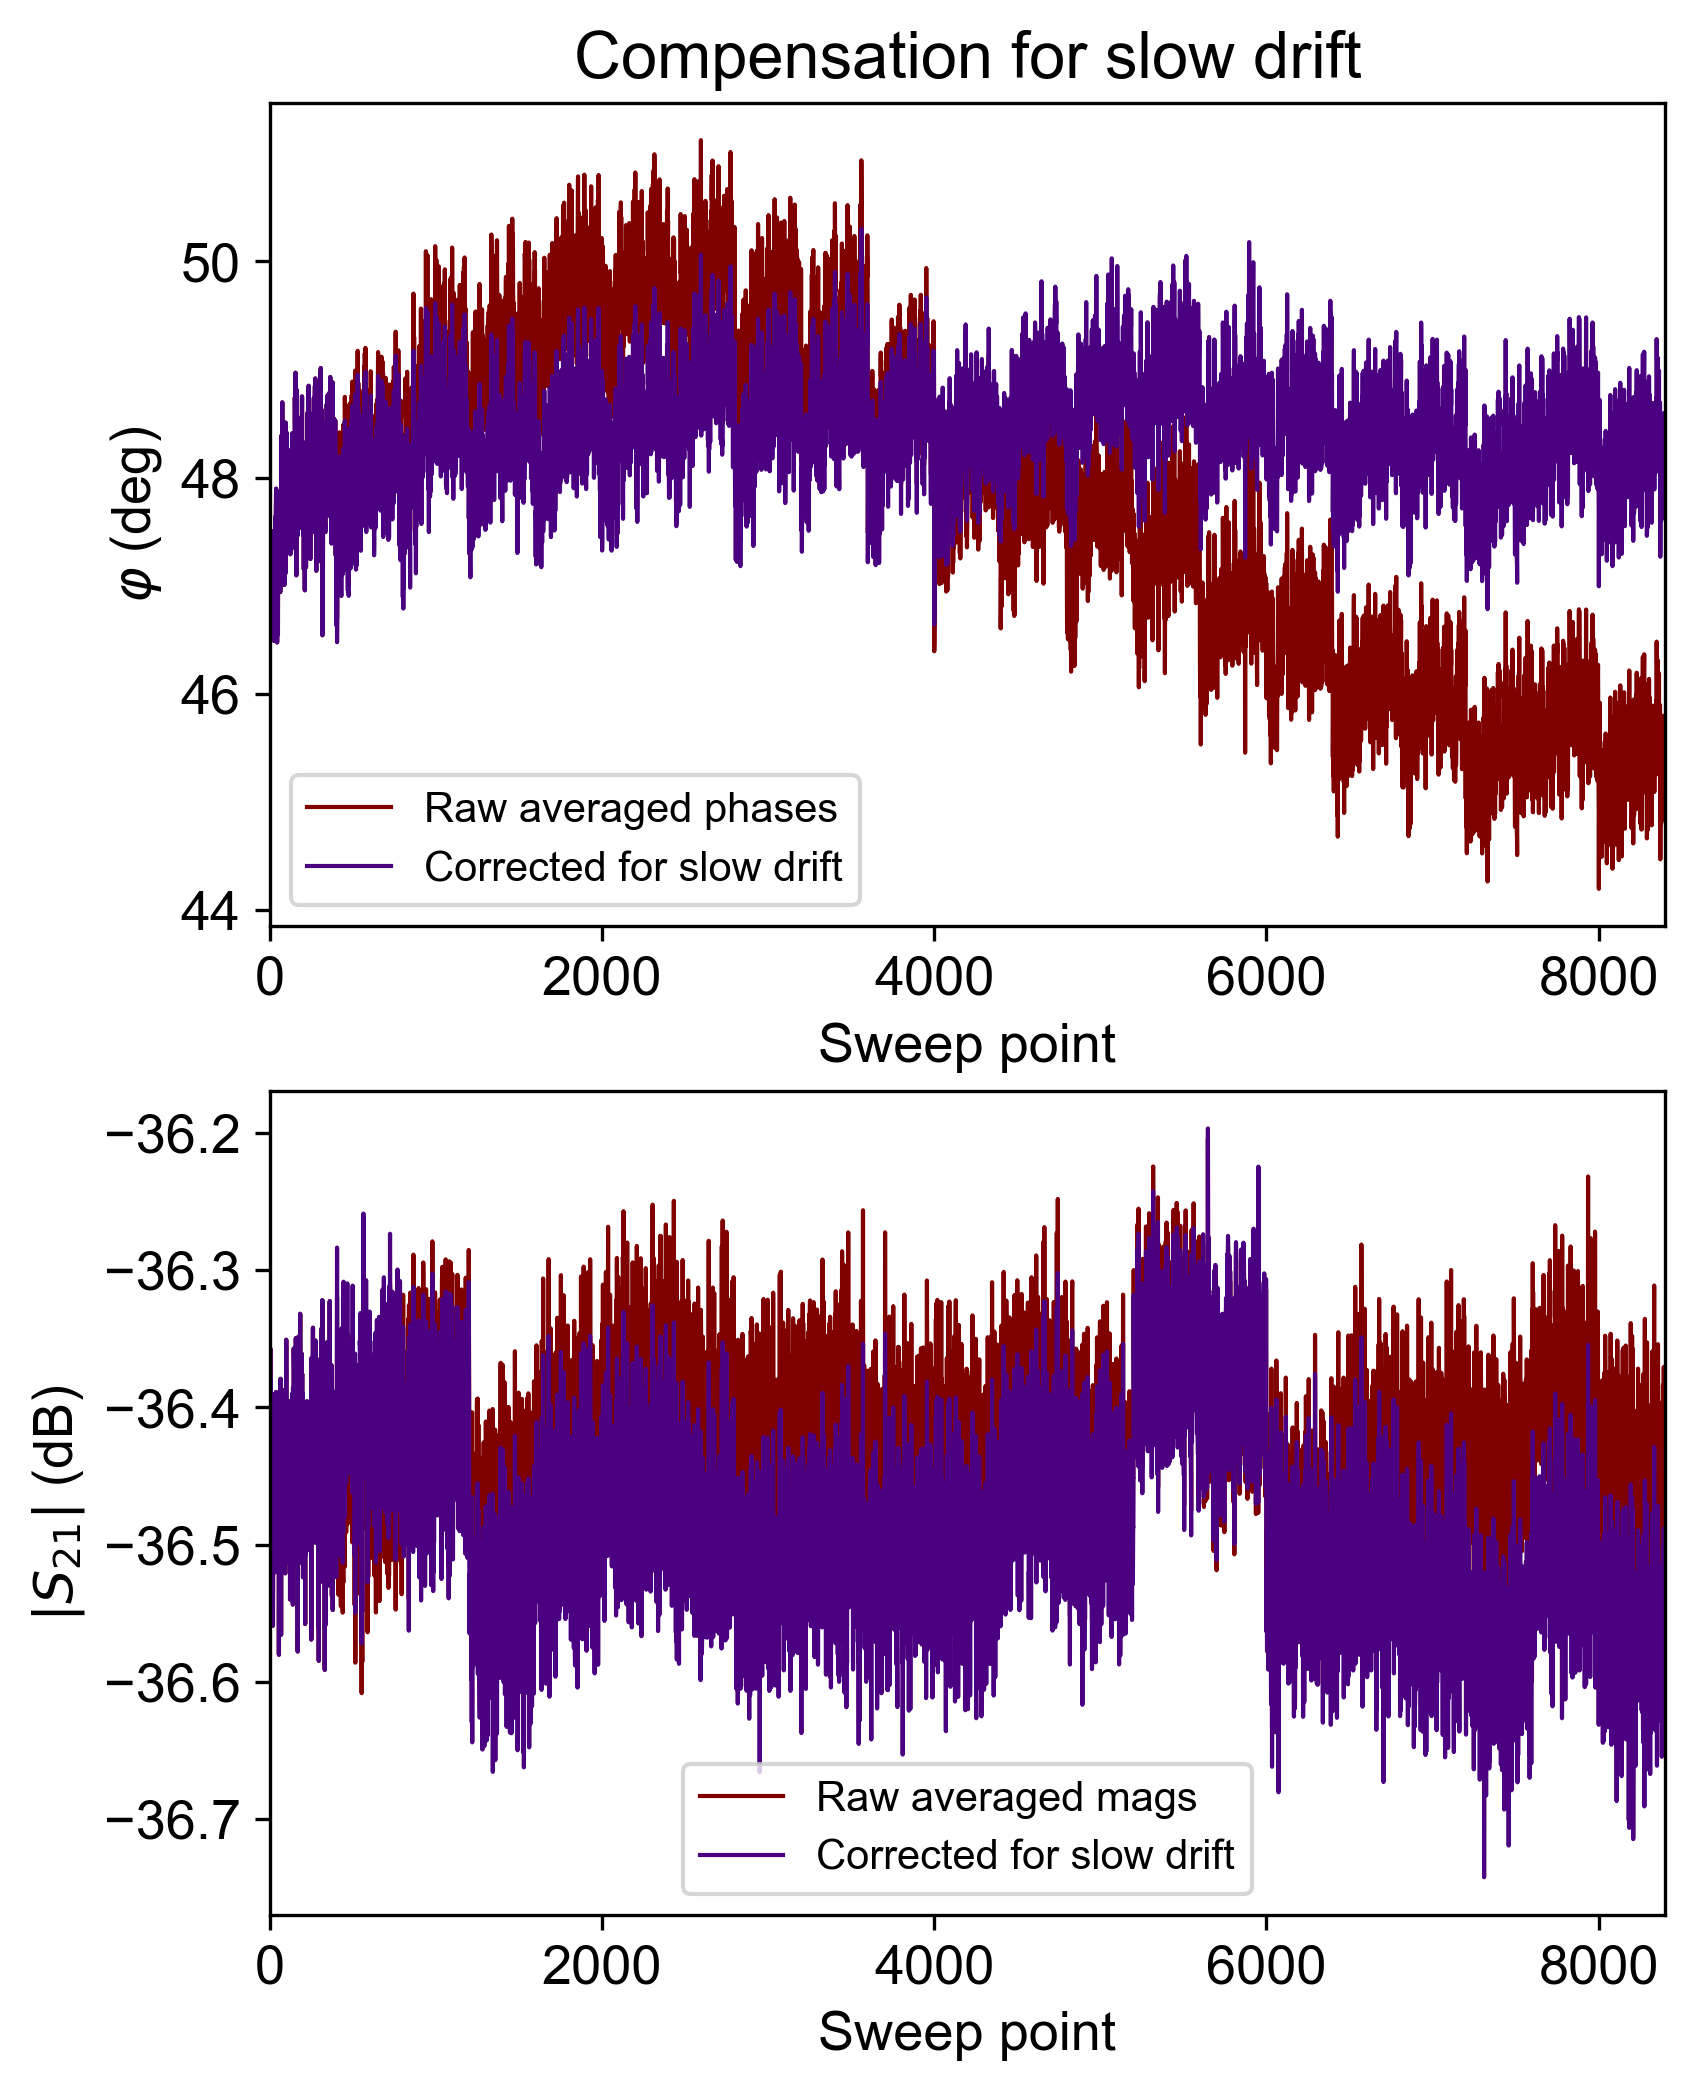 Compensation for slow drift
φ (deg)
50
48
46
44
Raw averaged phases
Corrected for slow drift
0 2000 4000 6000 8000
Sweep point
|S₂₁| (dB)
−36.2
−36.3
−36.4
−36.5
−36.6
−36.7
Raw averaged mags
Corrected for slow drift
0 2000 4000 6000 8000
Sweep point